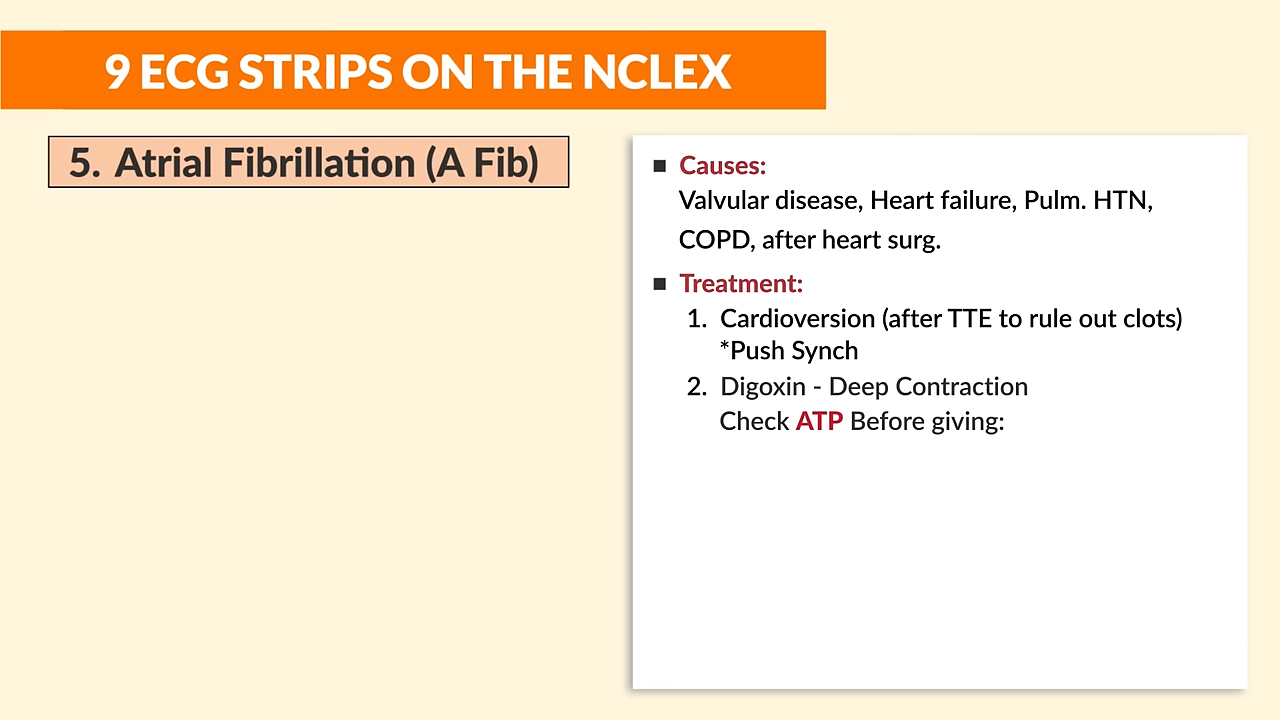 9 ECG STRIPS ON THE NCLEX
5. Atrial Fibrillation (A Fib)
■ Causes:
Valvular disease, Heart failure, Pulm. HTN,
COPD, after heart surg.
■ Treatment:
1. Cardioversion (after TTE to rule out clots)
*Push Synch
2. Digoxin - Deep Contraction
Check ATP Before giving: